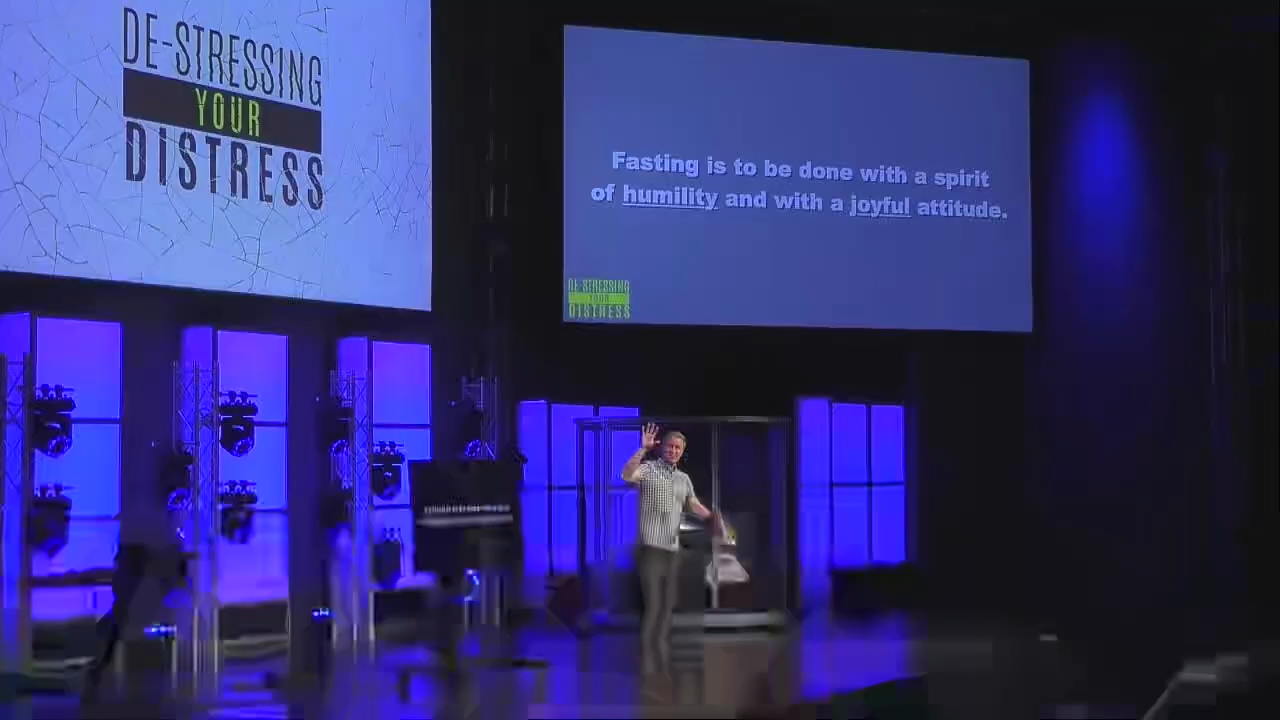 DE-STRESSING
YOUR
DISTRESS
Fasting is to be done with a spirit
of humility and with a joyful attitude.
DE-STRESSING
YOUR
DISTRESS